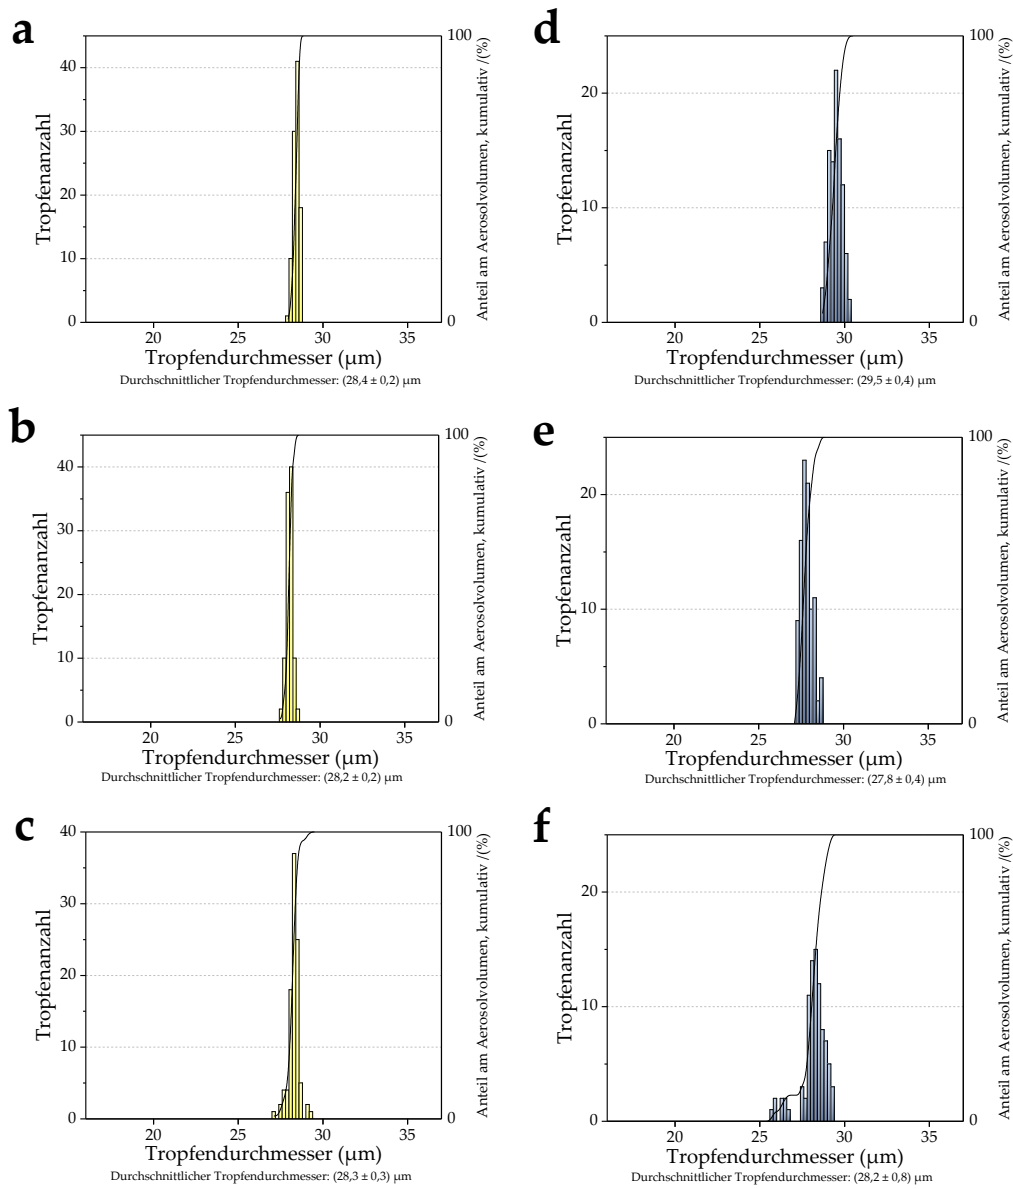 a
100
40
30
20
10
0
0
20
25
30
35
Tropfenanzahl
Anteil am Aerosolvolumen, kumulativ /(%)
Tropfendurchmesser (µm)
Durchschnittlicher Tropfendurchmesser: (28,4 ± 0,2) µm
d
100
20
10
0
0
20
25
30
35
Tropfenanzahl
Anteil am Aerosolvolumen, kumulativ /(%)
Tropfendurchmesser (µm)
Durchschnittlicher Tropfendurchmesser: (29,5 ± 0,4) µm
b
100
40
30
20
10
0
0
20
25
30
35
Tropfenanzahl
Anteil am Aerosolvolumen, kumulativ /(%)
Tropfendurchmesser (µm)
Durchschnittlicher Tropfendurchmesser: (28,2 ± 0,2) µm
e
100
20
10
0
0
20
25
30
35
Tropfenanzahl
Anteil am Aerosolvolumen, kumulativ /(%)
Tropfendurchmesser (µm)
Durchschnittlicher Tropfendurchmesser: (27,8 ± 0,4) µm
c
100
40
30
20
10
0
0
20
25
30
35
Tropfenanzahl
Anteil am Aerosolvolumen, kumulativ /(%)
Tropfendurchmesser (µm)
Durchschnittlicher Tropfendurchmesser: (28,3 ± 0,3) µm
f
100
20
10
0
0
20
25
30
35
Tropfenanzahl
Anteil am Aerosolvolumen, kumulativ /(%)
Tropfendurchmesser (µm)
Durchschnittlicher Tropfendurchmesser: (28,2 ± 0,8) µm